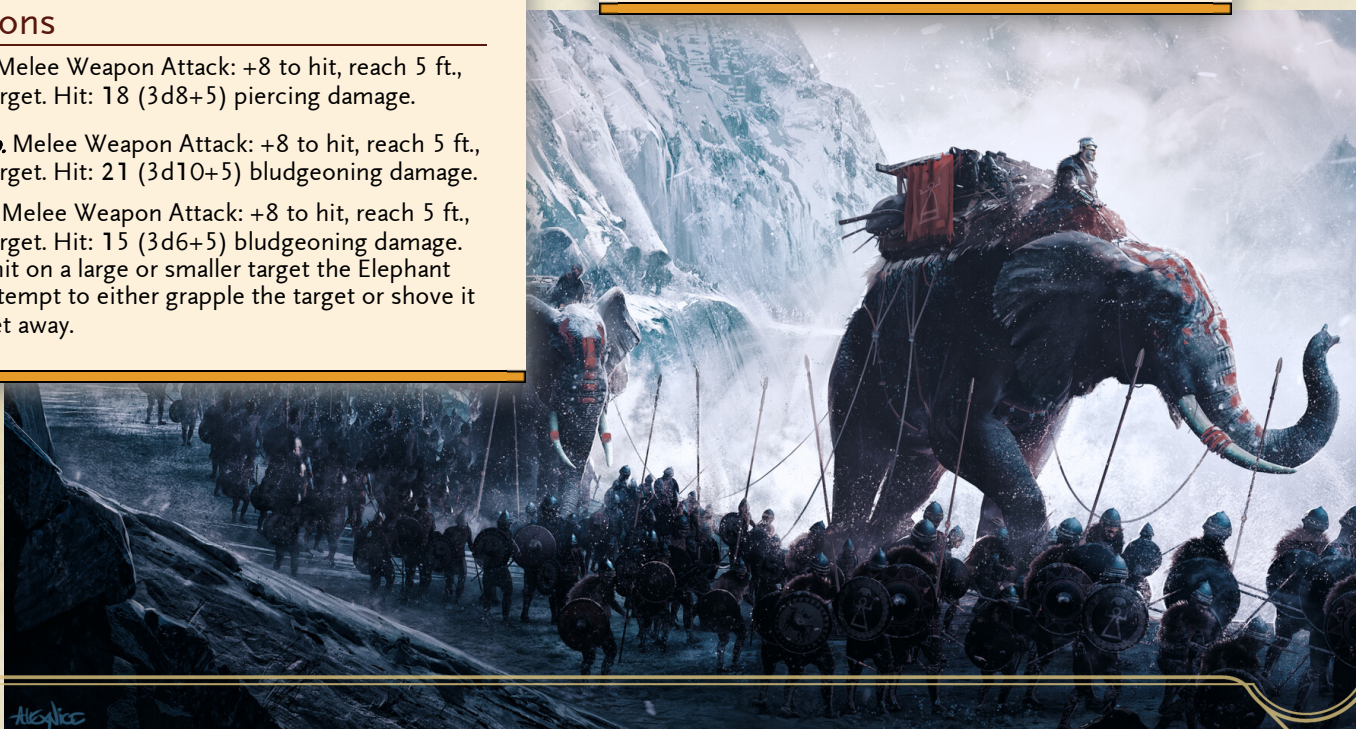 ons
Melee Weapon Attack: +8 to hit, reach 5 ft.,
rget. Hit: 18 (3d8+5) piercing damage.
. Melee Weapon Attack: +8 to hit, reach 5 ft.,
rget. Hit: 21 (3d10+5) bludgeoning damage.
Melee Weapon Attack: +8 to hit, reach 5 ft.,
rget. Hit: 15 (3d6+5) bludgeoning damage.
hit on a large or smaller target the Elephant
tempt to either grapple the target or shove it
et away.